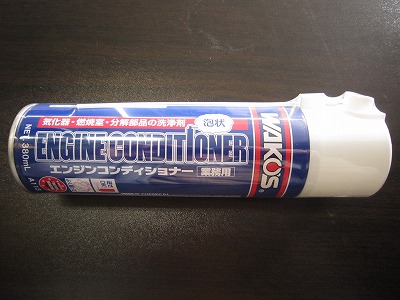 気化器・燃焼室・分解部品の洗浄剤
泡状
ENGINE CONDITIONER
エンジンコンディショナー 業務用
WAKO'S
NET.380mL